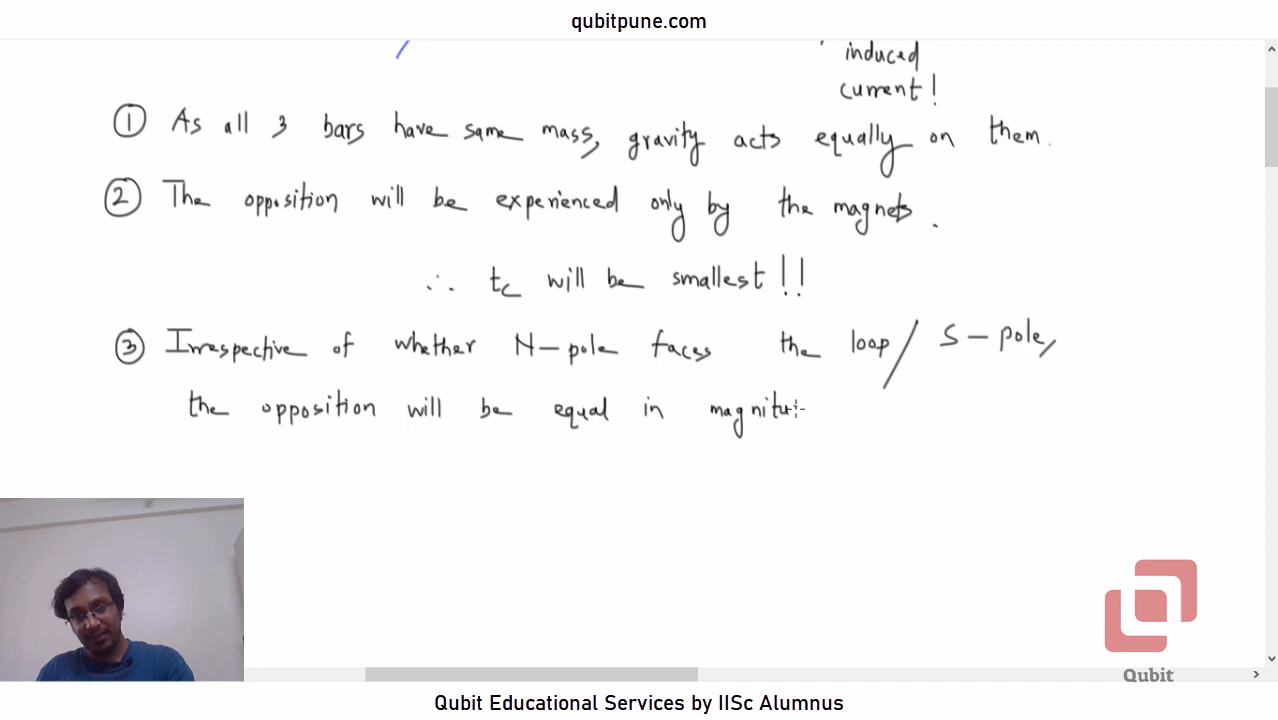 qubitpune.com
induced
current!
① As all 3 bars have same mass, gravity acts equally on them.
② The opposition will be experienced only by the magnets.
∴ tc will be smallest!!
③ Irrespective of whether N-pole faces the loop/ S-pole,
the opposition will be equal in magnitu
Qubit
Qubit Educational Services by IISc Alumnus